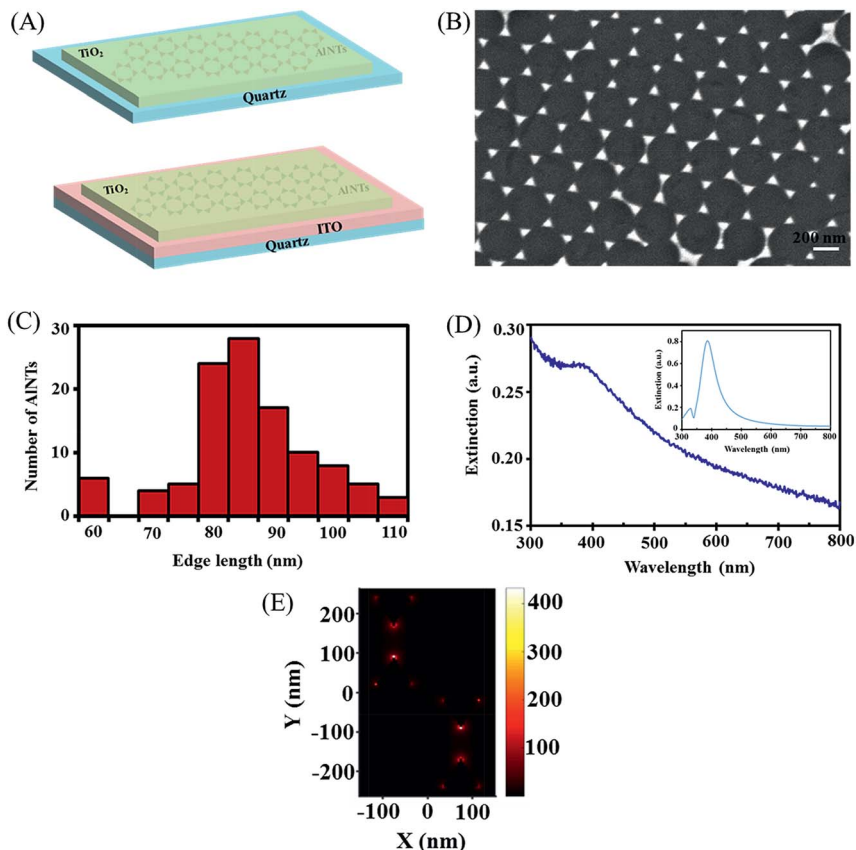 (A)
TiO2
AlNTs
Quartz
TiO2
AlNTs
ITO
Quartz
(B)
200 nm
(C)
30
20
10
0
Number of AlNTs
60 70 80 90 100 110
Edge length (nm)
(D)
0.30
0.25
0.20
0.15
Extinction (a.u.)
300 400 500 600 700 800
Wavelength (nm)
0.8
0.6
0.4
0.2
0
Extinction (a.u.)
300 400 500 600 700 800
Wavelength (nm)
(E)
200
100
0
-100
-200
Y (nm)
-100 0 100
X (nm)
400
300
200
100